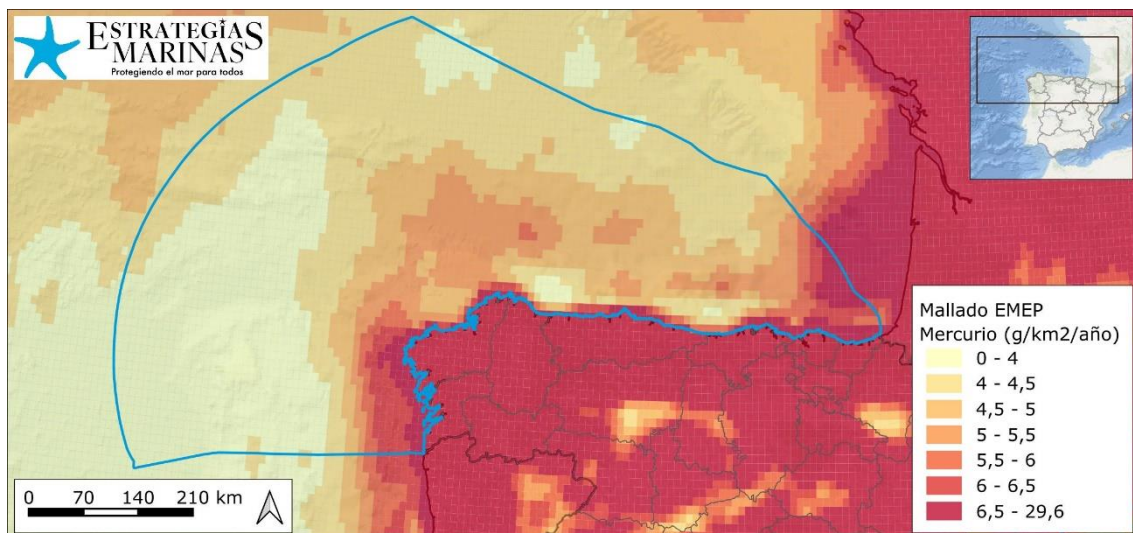 ESTRATEGIAS
MARINAS
Protegiendo el mar para todos
Mallado EMEP
Mercurio (g/km2/año)
0 - 4
4 - 4,5
4,5 - 5
5 - 5,5
5,5 - 6
6 - 6,5
6,5 - 29,6
0 70 140 210 km